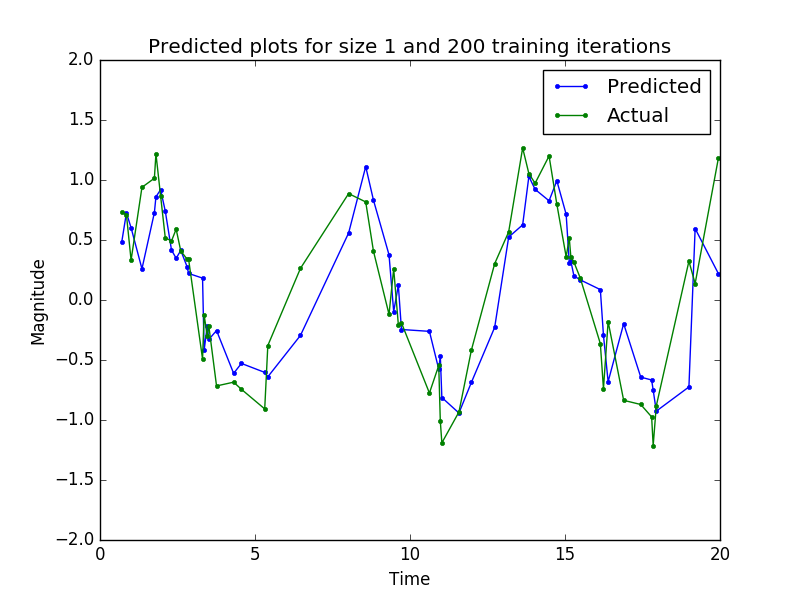 Predicted plots for size 1 and 200 training iterations
Predicted
Actual
2.0
1.5
1.0
0.5
0.0
−0.5
−1.0
−1.5
−2.0
Magnitude
0 5 10 15 20
Time